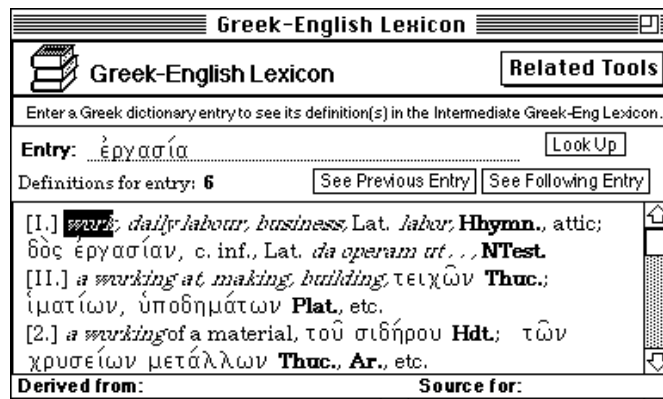 Greek-English Lexicon
Greek-English Lexicon
Related Tools
Enter a Greek dictionary entry to see its definition(s) in the Intermediate Greek-Eng Lexicon.
Entry: ἐργασία
Look Up
Definitions for entry: 6
See Previous Entry
See Following Entry
[I.] work, daily labour, business, Lat. labor, Hhymn., attic;
δὸς ἐργασίαν, c. inf., Lat. da operam ut . . , NTest.
[II.] a working at, making, building, τειχῶν Thuc.;
ἱματίων, ὑποδημάτων Plat., etc.
[2.] a working of a material, τοῦ σιδήρου Hdt.; τῶν
χρυσείων μετάλλων Thuc., Ar., etc.
Derived from:
Source for: